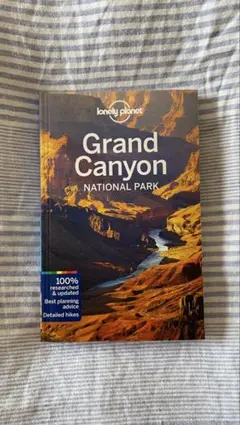 lonely planet
Grand
Canyon
NATIONAL PARK
100%
researched
& updated
Best planning
advice
Detailed hikes